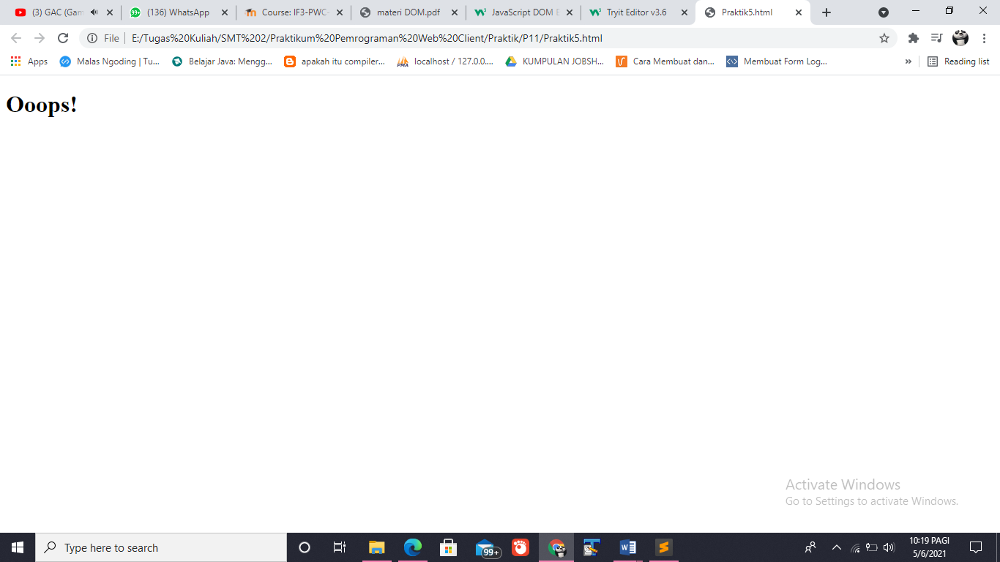 (3) GAC (Gam
(136) WhatsApp
Course: IF3-PWC-
materi DOM.pdf
JavaScript DOM E
Tryit Editor v3.6
Praktik5.html
File
E:/Tugas%20Kuliah/SMT%202/Praktikum%20Pemrograman%20Web%20Client/Praktik/P11/Praktik5.html
Apps
Malas Ngoding | Tu...
Belajar Java: Mengg...
apakah itu compiler...
PMA
localhost / 127.0.0....
KUMPULAN JOBSH...
Cara Membuat dan...
Membuat Form Log...
»
Reading list
Ooops!
Activate Windows
Go to Settings to activate Windows.
Type here to search
99+
10:19 PAGI
5/6/2021